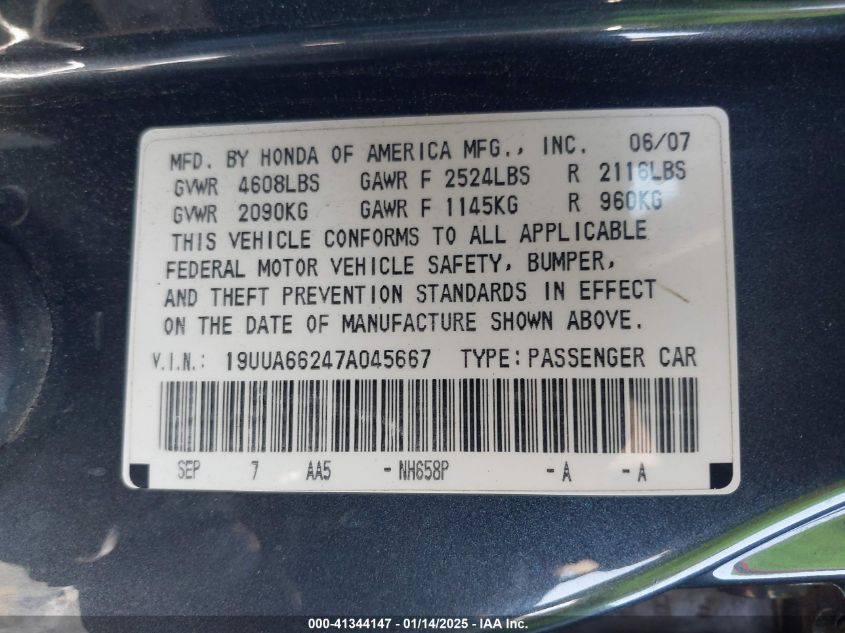 MFD. BY HONDA OF AMERICA MFG., INC. 06/07
GVWR 4608LBS GAWR F 2524LBS R 2116LBS
GVWR 2090KG GAWR F 1145KG R 960KG
THIS VEHICLE CONFORMS TO ALL APPLICABLE
FEDERAL MOTOR VEHICLE SAFETY, BUMPER,
AND THEFT PREVENTION STANDARDS IN EFFECT
ON THE DATE OF MANUFACTURE SHOWN ABOVE.
V.I.N.: 19UUA66247A045667 TYPE: PASSENGER CAR
SEP 7 AA5 -NH658P -A -A
000-41344147 - 01/14/2025 - IAA Inc.